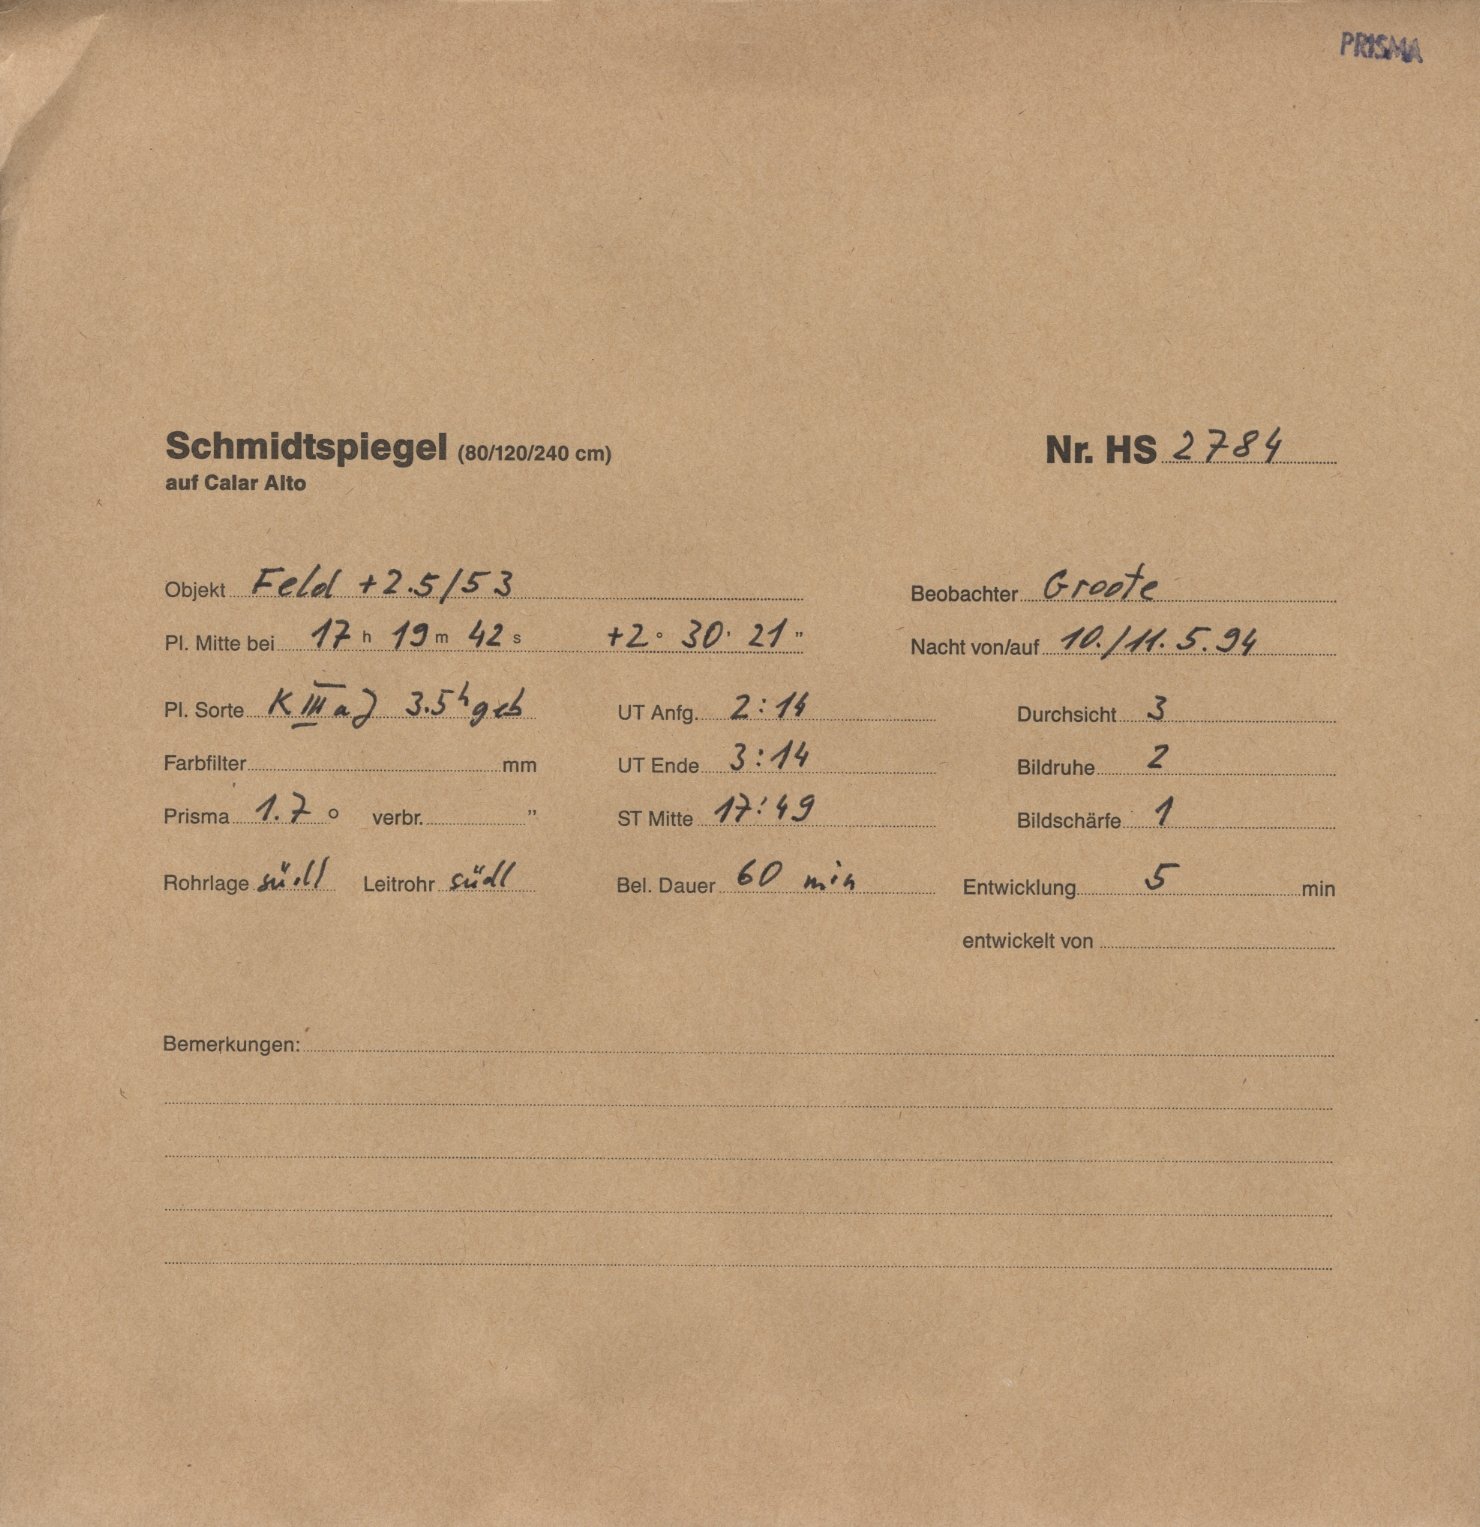 PRISMA
Schmidtspiegel (80/120/240 cm) Nr. HS 2784
auf Calar Alto
Objekt Feld +2.5/53 Beobachter Groote
Pl. Mitte bei 17 h 19 m 42 s +2° 30' 21" Nacht von/auf 10./11.5.94
Pl. Sorte K III a J 3.5h geb UT Anfg. 2:14 Durchsicht 3
Farbfilter mm UT Ende 3:14 Bildruhe 2
Prisma 1.7 ° verbr. " ST Mitte 17:49 Bildschärfe 1
Rohrlage südl Leitrohr südl Bel. Dauer 60 min Entwicklung 5 min
entwickelt von
Bemerkungen: